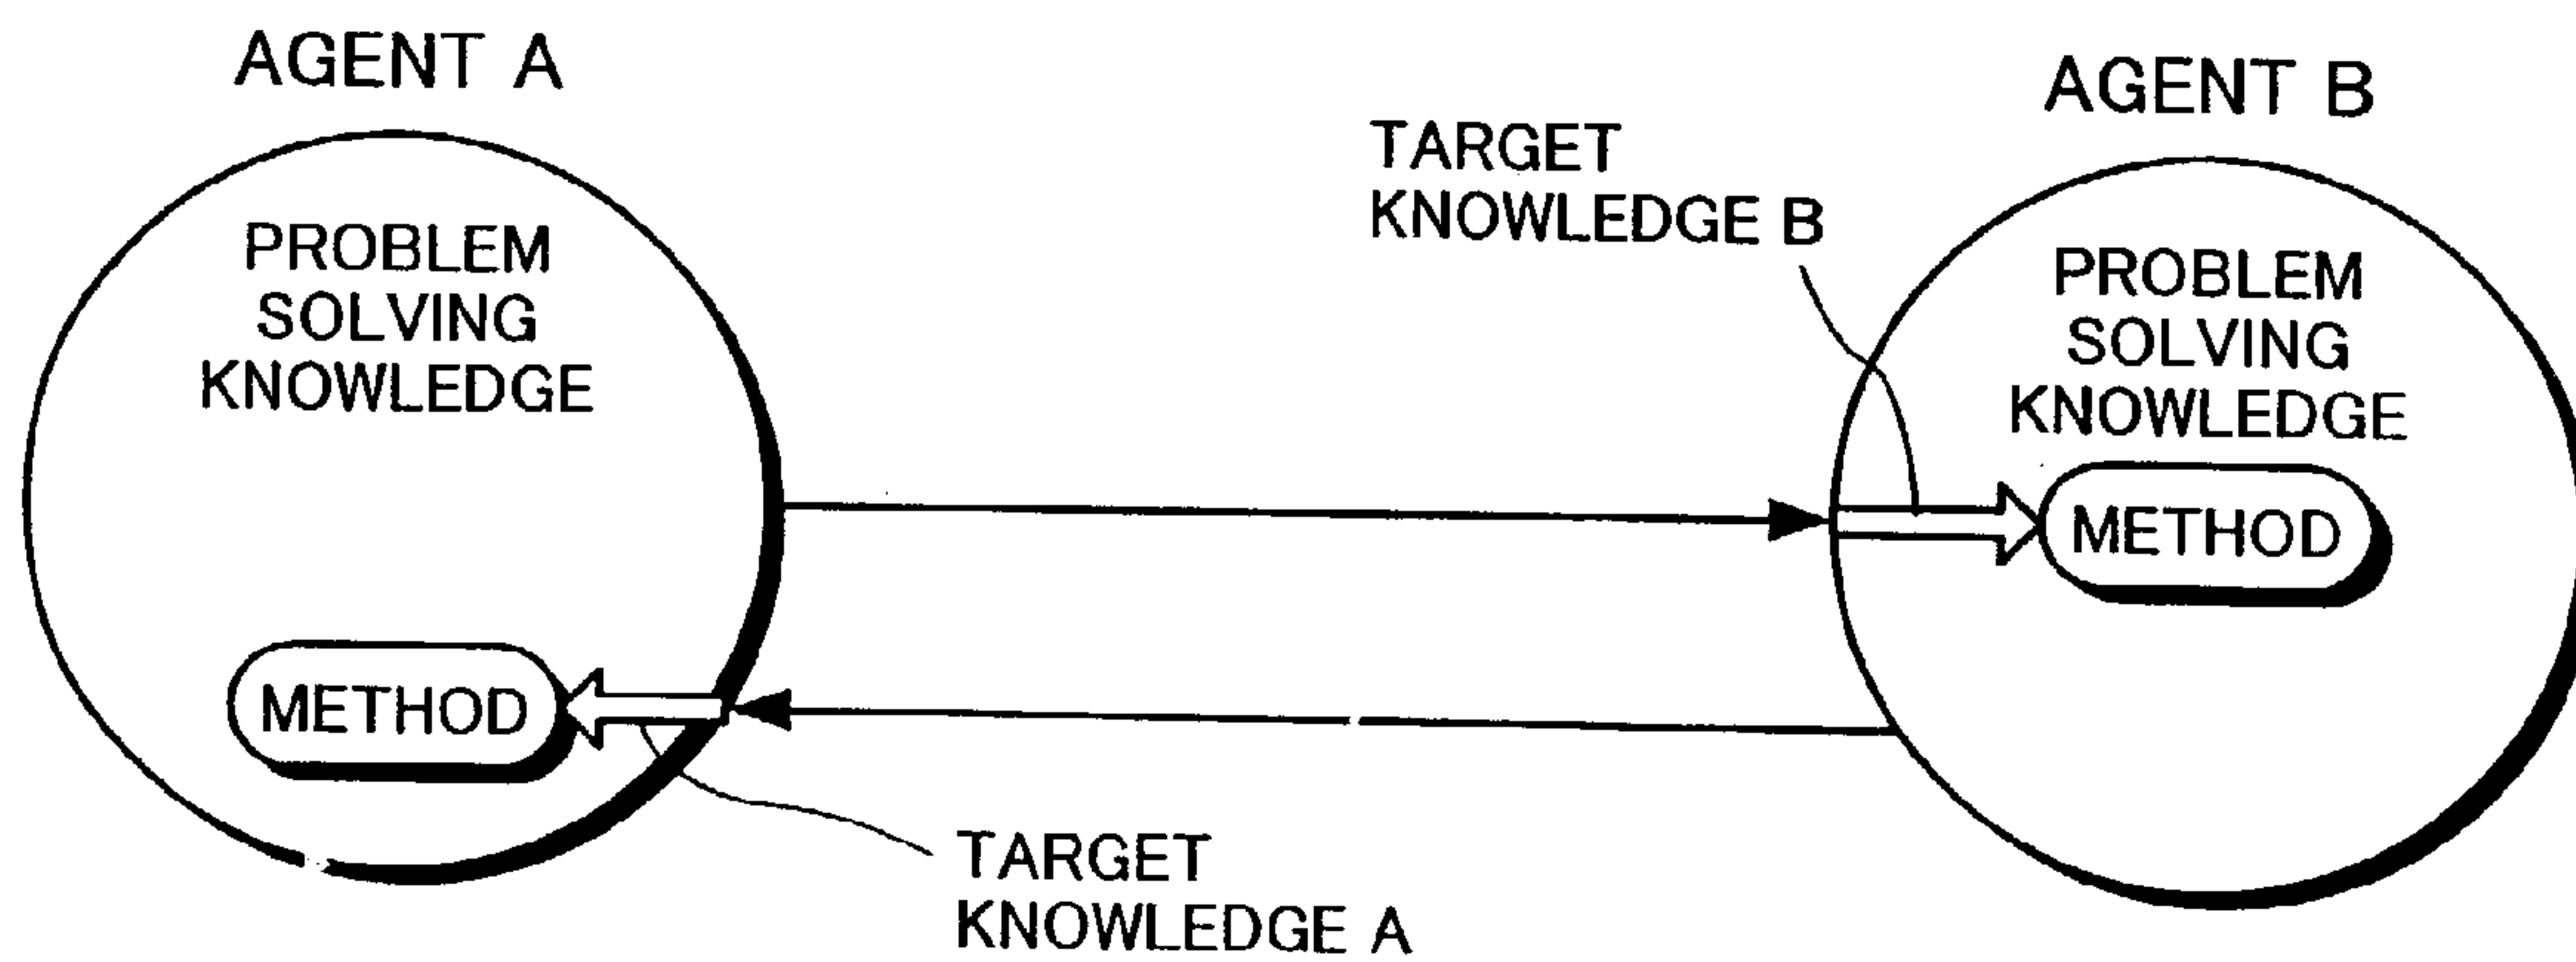 AGENT A
PROBLEM
SOLVING
KNOWLEDGE
METHOD
TARGET
KNOWLEDGE A
TARGET
KNOWLEDGE B
AGENT B
PROBLEM
SOLVING
KNOWLEDGE
METHOD